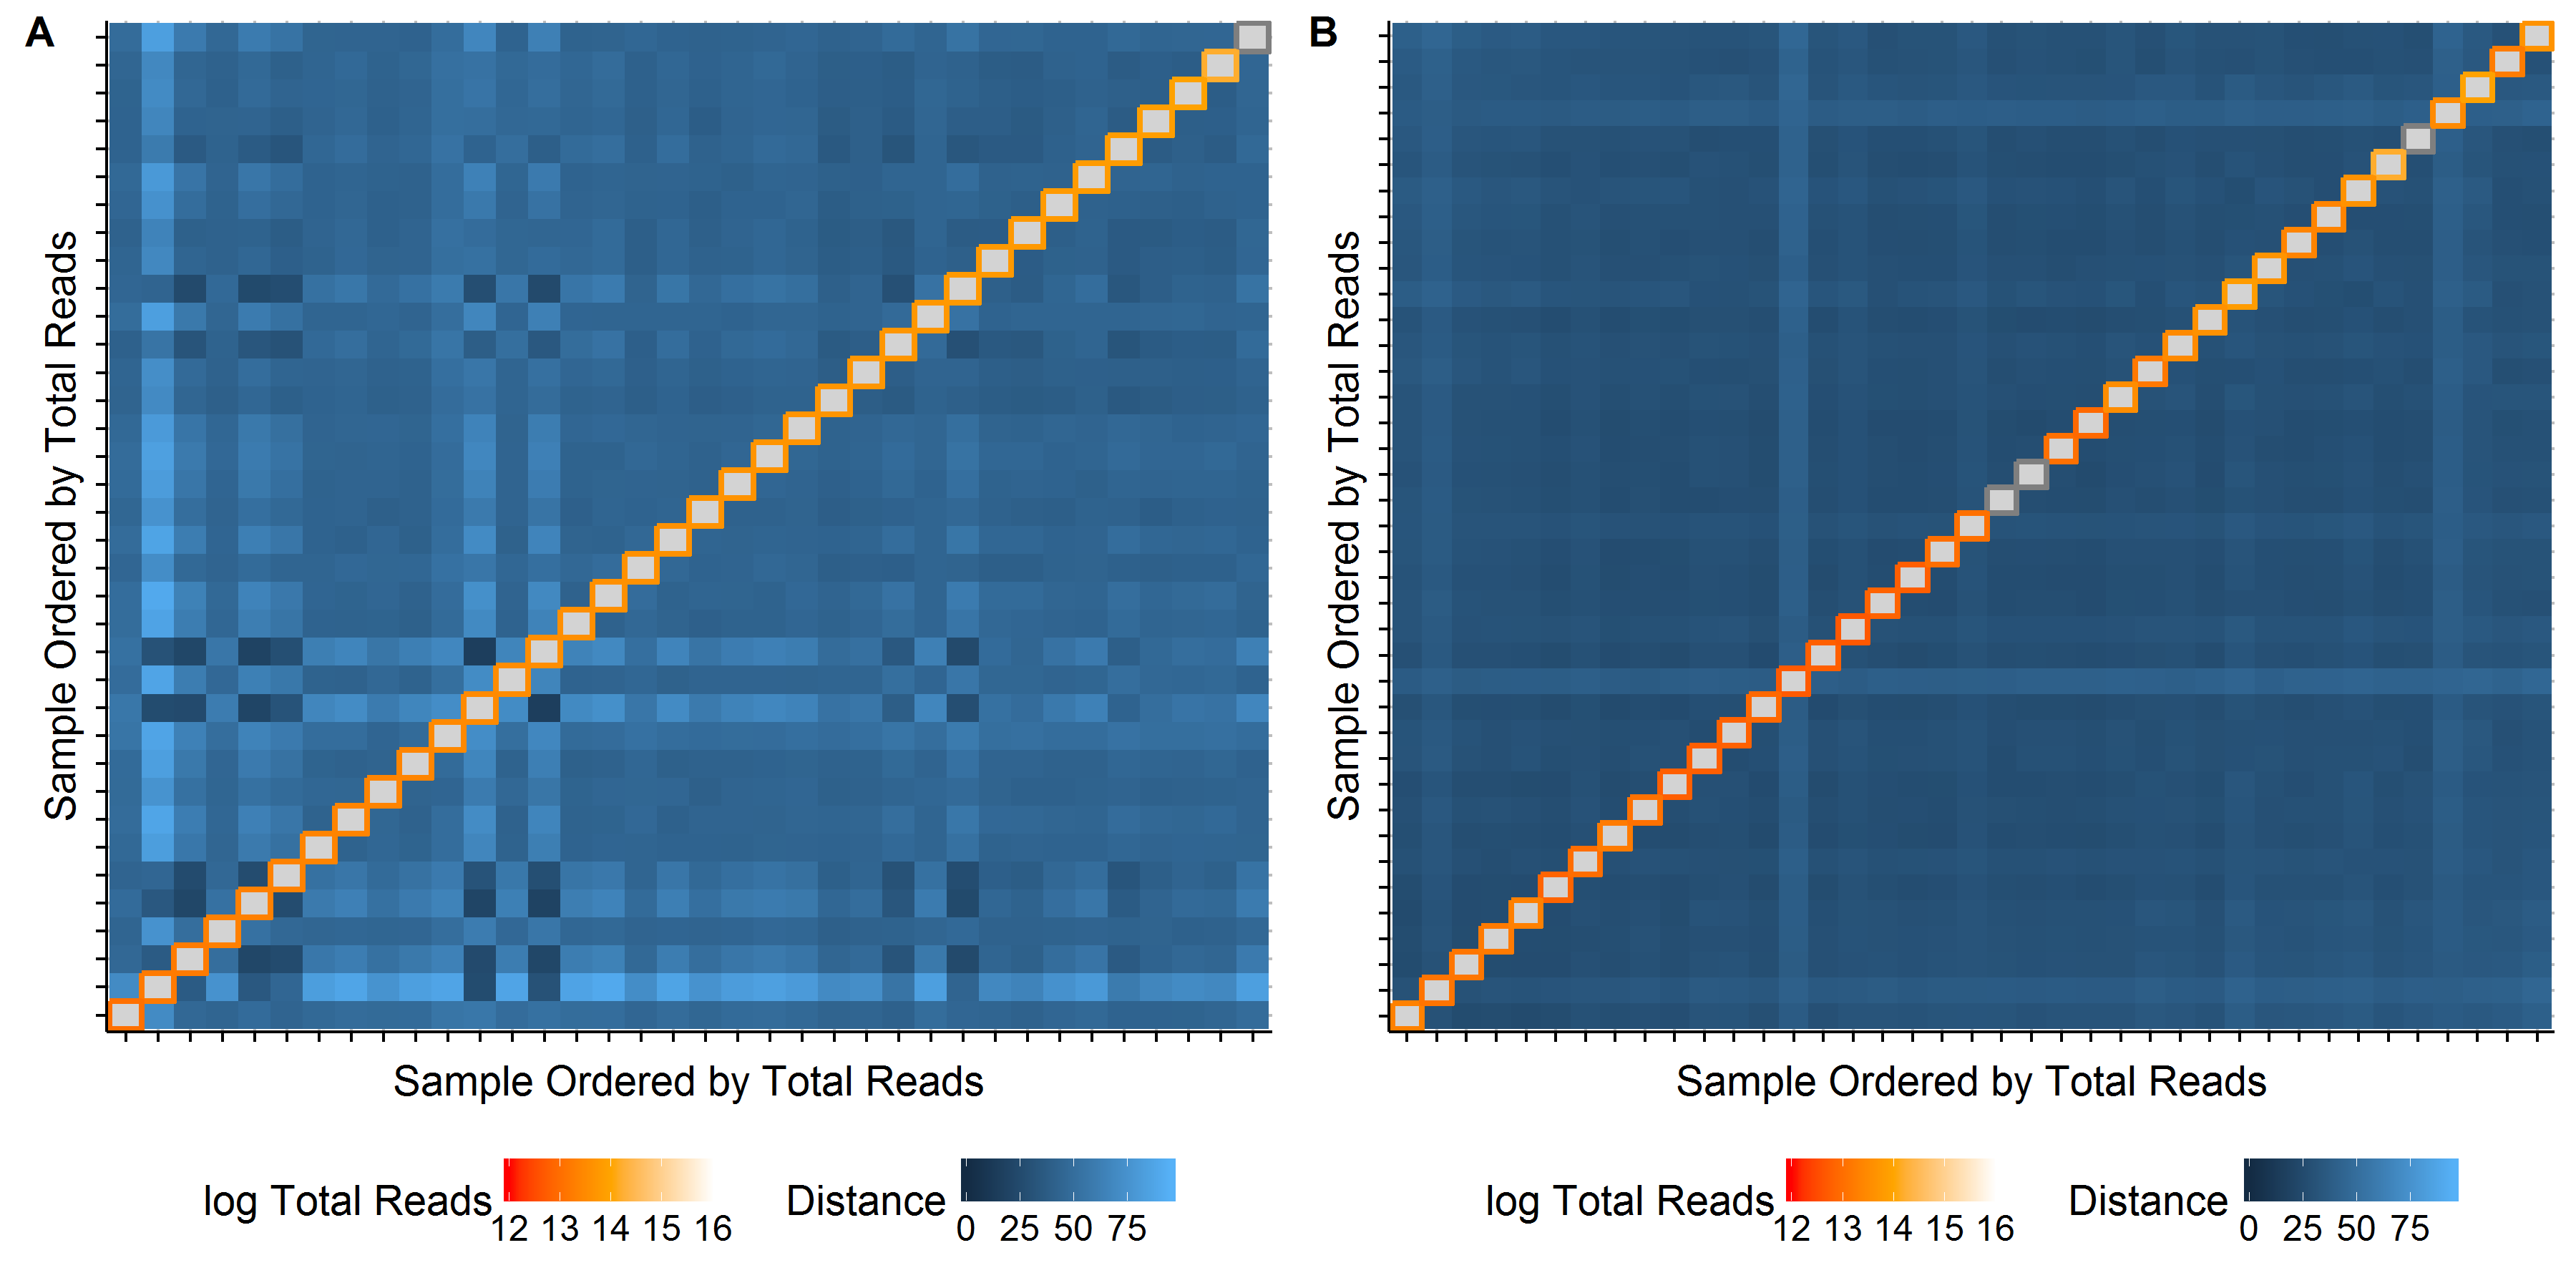 A
Sample Ordered by Total Reads
Sample Ordered by Total Reads
log Total Reads
12 13 14 15 16
Distance
0 25 50 75
B
Sample Ordered by Total Reads
Sample Ordered by Total Reads
log Total Reads
12 13 14 15 16
Distance
0 25 50 75